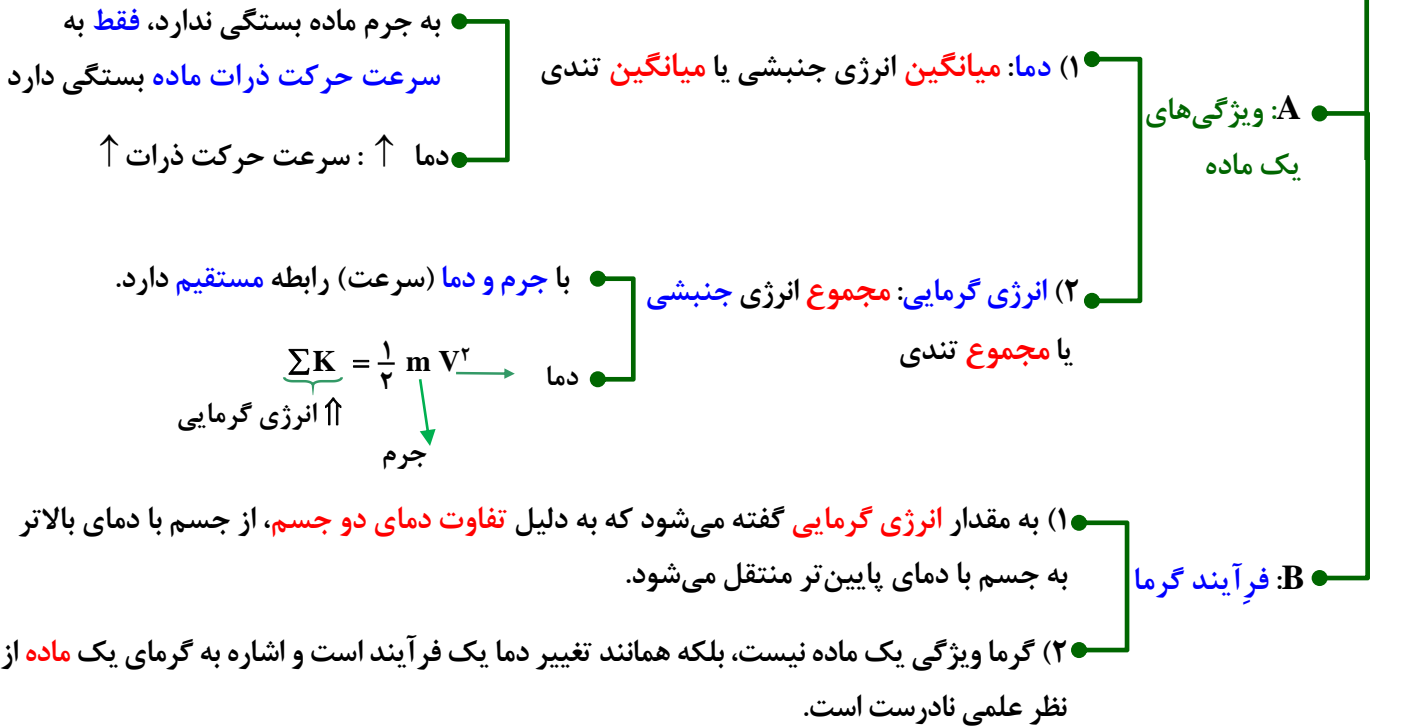 A: ویژگی‌های
یک ماده
۱) دما: میانگین انرژی جنبشی یا میانگین تندی
به جرم ماده بستگی ندارد، فقط به
سرعت حرکت ذرات ماده بستگی دارد
دما ↑ : سرعت حرکت ذرات ↑
۲) انرژی گرمایی: مجموع انرژی جنبشی
یا مجموع تندی
با جرم و دما (سرعت) رابطه مستقیم دارد.
∑K = ۱/۲ m V²
دما
⇑ انرژی گرمایی
جرم
B: فرِآیند گرما
۱) به مقدار انرژی گرمایی گفته می‌شود که به دلیل تفاوت دمای دو جسم، از جسم با دمای بالاتر
به جسم با دمای پایین‌تر منتقل می‌شود.
۲) گرما ویژگی یک ماده نیست، بلکه همانند تغییر دما یک فرآیند است و اشاره به گرمای یک ماده از
نظر علمی نادرست است.